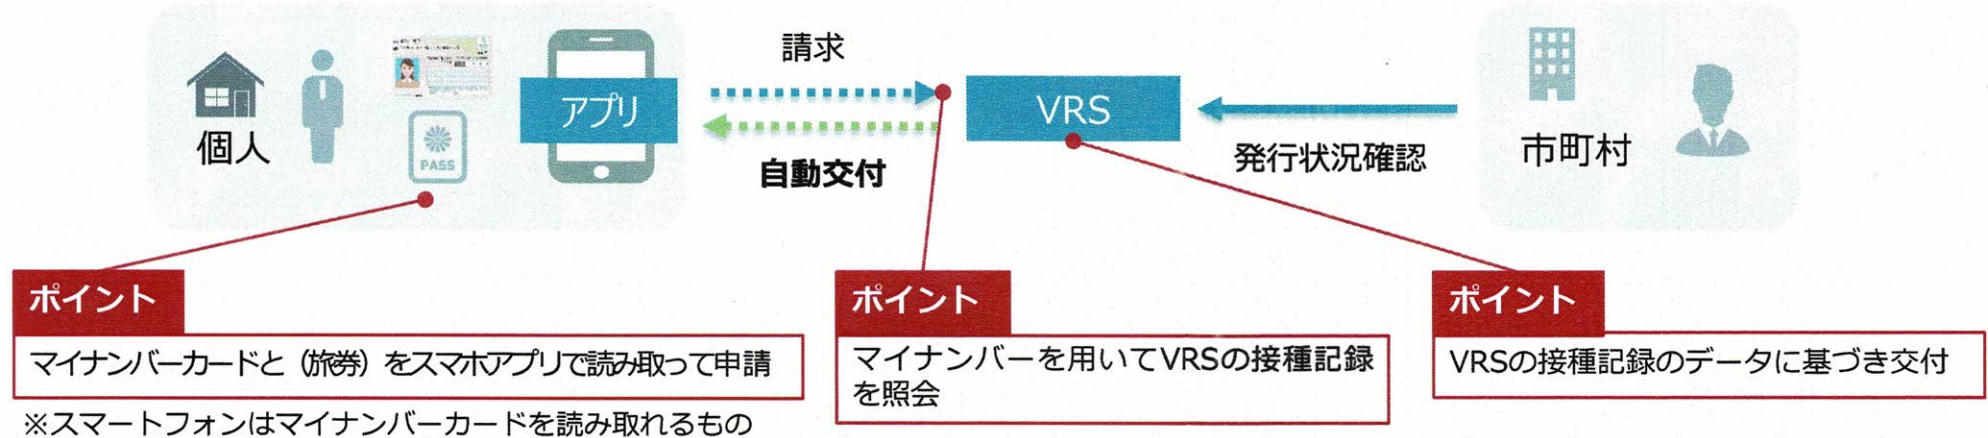 個人
PASS
アプリ
請求
自動交付
VRS
発行状況確認
市町村
ポイント
マイナンバーカードと（旅券）をスマホアプリで読み取って申請
※スマートフォンはマイナンバーカードを読み取れるもの
ポイント
マイナンバーを用いてVRSの接種記録
を照会
ポイント
VRSの接種記録のデータに基づき交付